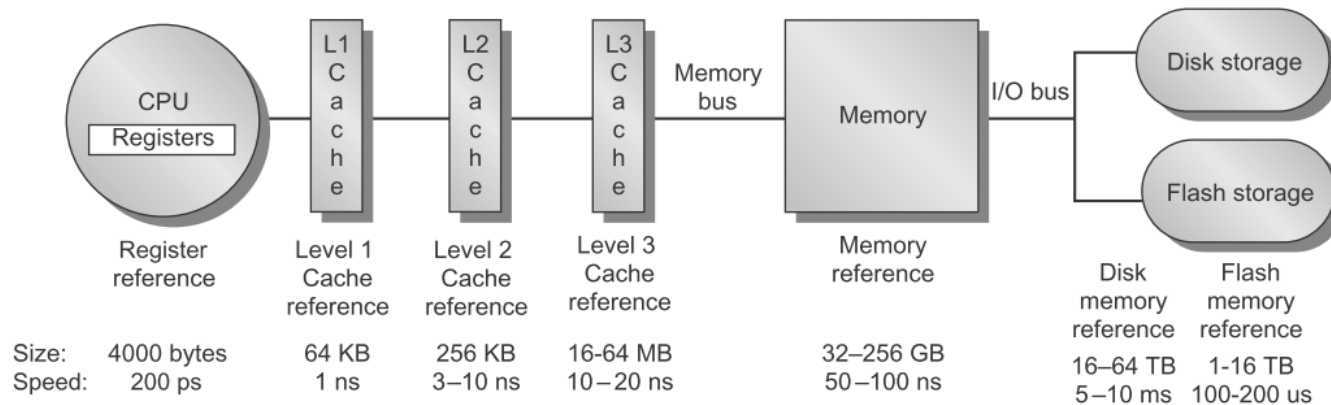 CPU
Registers
L1
C
a
c
h
e
L2
C
a
c
h
e
L3
C
a
c
h
e
Memory
bus
Memory
I/O bus
Disk storage
Flash storage
Register
reference
Level 1
Cache
reference
Level 2
Cache
reference
Level 3
Cache
reference
Memory
reference
Disk
memory
reference
Flash
memory
reference
Size: 4000 bytes 64 KB 256 KB 16-64 MB 32–256 GB 16–64 TB 1-16 TB
Speed: 200 ps 1 ns 3–10 ns 10–20 ns 50–100 ns 5–10 ms 100-200 us